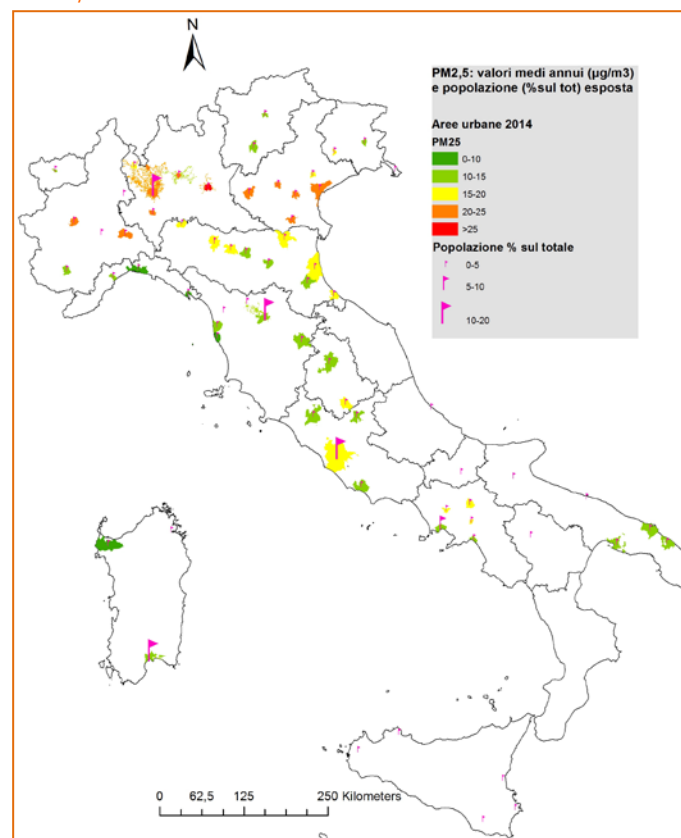 N
PM2,5: valori medi annui (µg/m3)
e popolazione (%sul tot) esposta
Aree urbane 2014
PM25
0-10
10-15
15-20
20-25
>25
Popolazione % sul totale
0-5
5-10
10-20
0 62,5 125 250 Kilometers